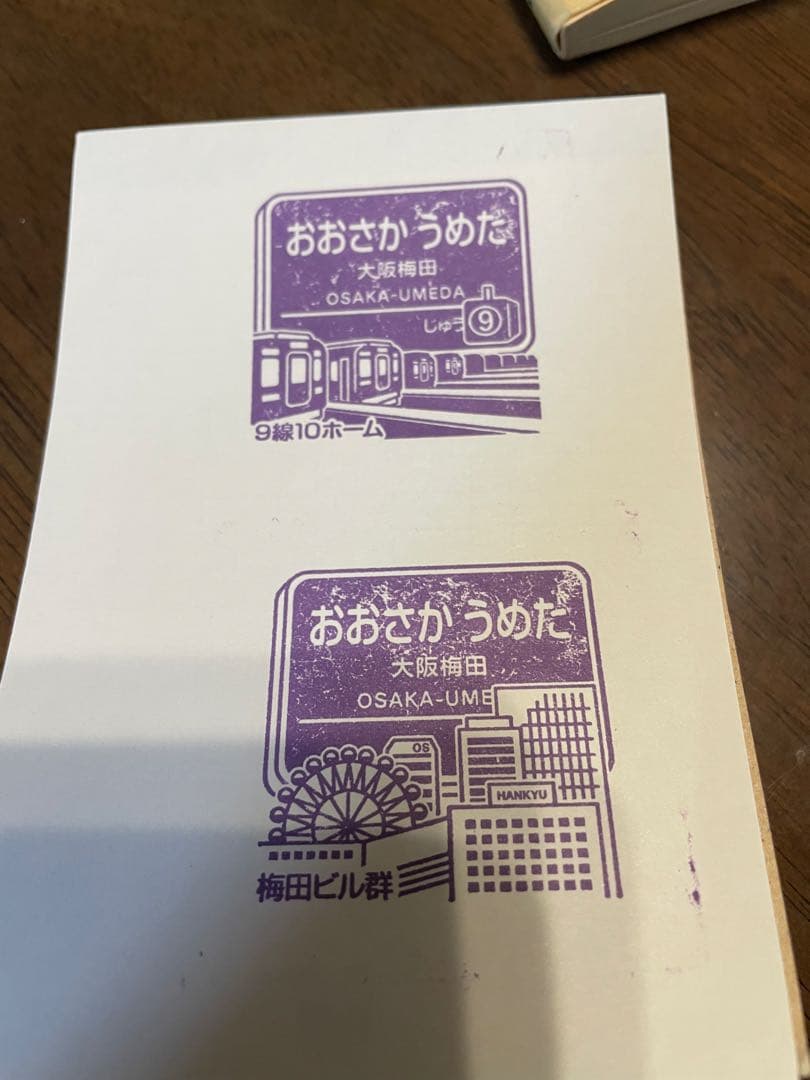 おおさか うめだ
大阪梅田
OSAKA-UMEDA
じゅう
9
9線10ホーム
おおさか うめだ
大阪梅田
OSAKA-UME
OS
HANKYU
梅田ビル群